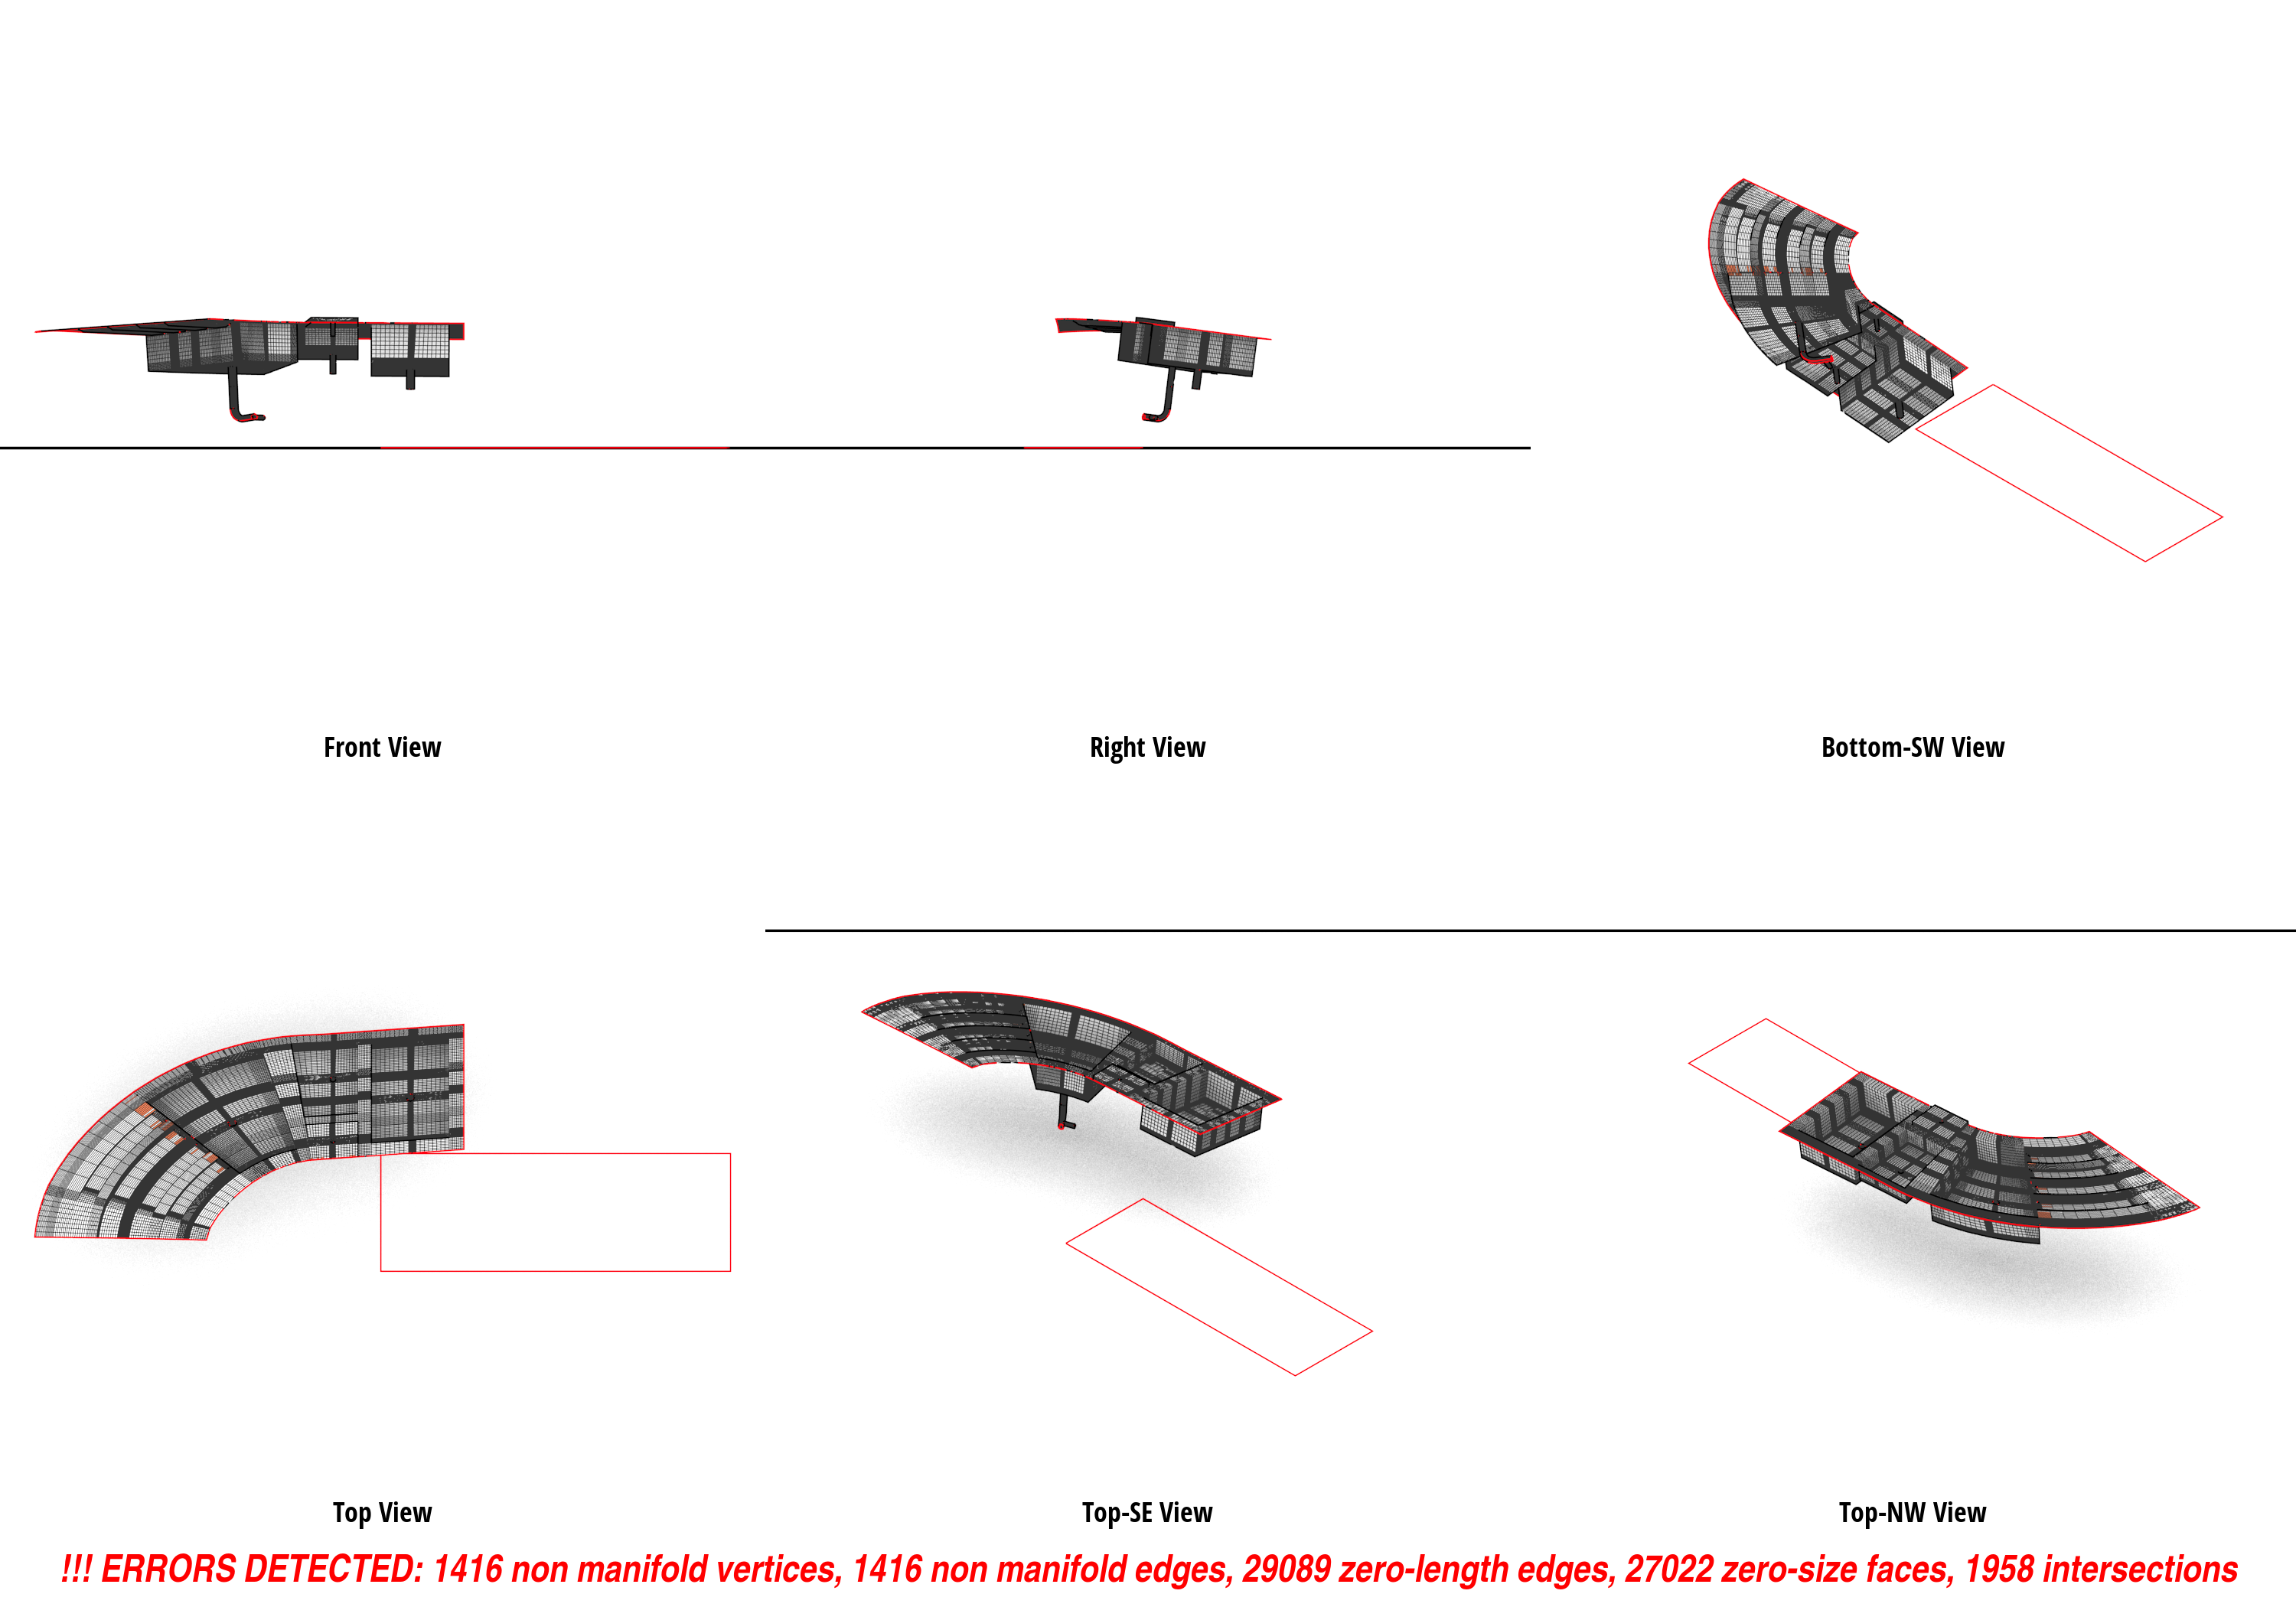 Front View
Right View
Bottom-SW View
Top View
Top-SE View
Top-NW View
!!! ERRORS DETECTED: 1416 non manifold vertices, 1416 non manifold edges, 29089 zero-length edges, 27022 zero-size faces, 1958 intersections